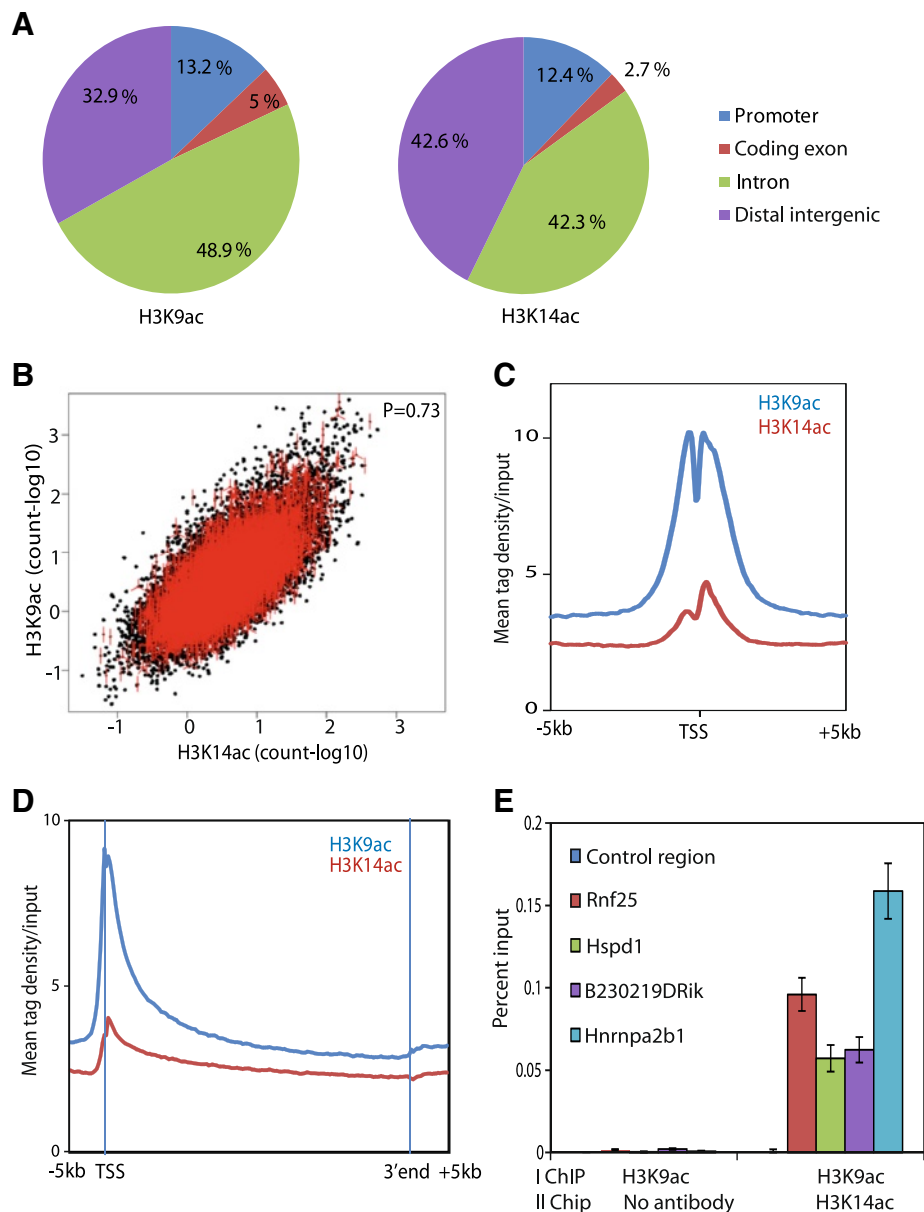 A
13.2 %
5 %
48.9 %
32.9 %
H3K9ac
12.4 %
2.7 %
42.3 %
42.6 %
H3K14ac
Promoter
Coding exon
Intron
Distal intergenic
B
P=0.73
H3K9ac (count-log10)
3
2
1
0
-1
-1
0
1
2
3
H3K14ac (count-log10)
C
H3K9ac
H3K14ac
Mean tag density/input
10
5
0
-5kb
TSS
+5kb
D
H3K9ac
H3K14ac
Mean tag density/input
10
5
0
-5kb
TSS
3'end
+5kb
E
Percent input
0.2
0.15
0.1
0.05
0
Control region
Rnf25
Hspd1
B230219DRik
Hnrnpa2b1
I ChIP H3K9ac H3K9ac
II Chip No antibody H3K14ac